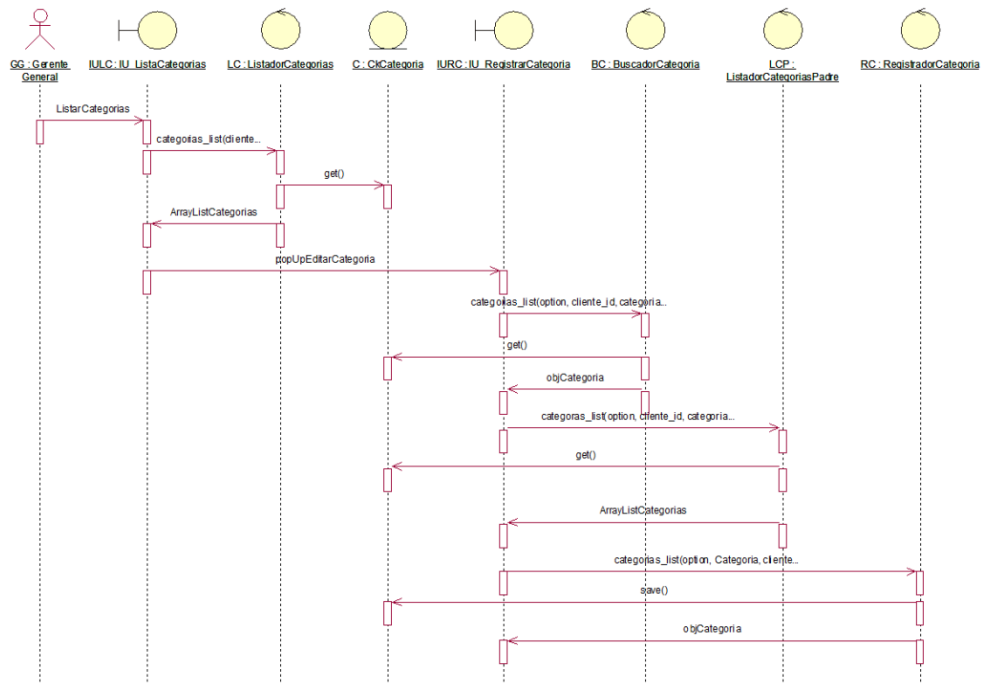 GG : Gerente
General
IULC : IU_ListaCategorias
LC : ListadorCategorias
C : CkCategoria
IURC : IU_RegistrarCategoria
BC : BuscadorCategoria
LCP :
ListadorCategoriasPadre
RC : RegistradorCategoria
ListarCategorias
categorias_list(cliente...
get()
ArrayListCategorias
popUpEditarCategoria
categorias_list(option, cliente_id, categoria...
get()
objCategoria
categoras_list(option, cliente_id, categoria...
get()
ArrayListCategorias
categorias_list(option, Categoria, cliente...
save()
objCategoria